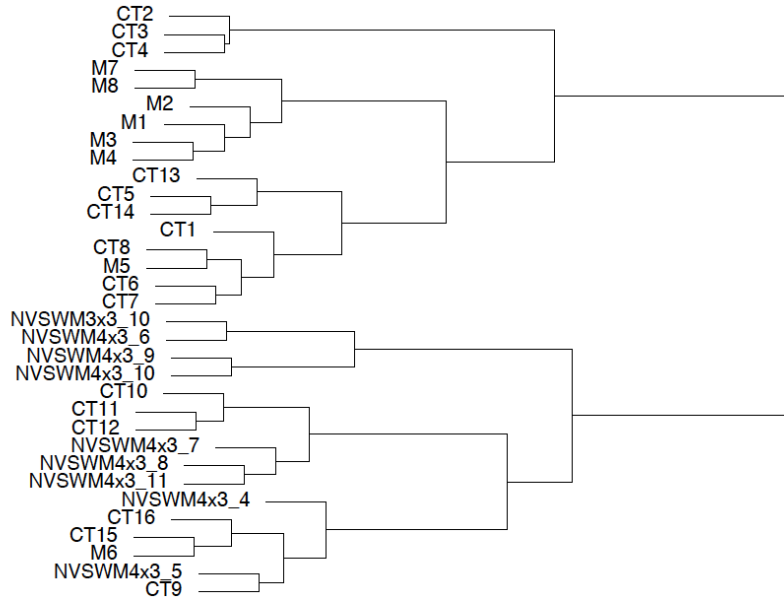 CT2
CT3
CT4
M7
M8
M2
M1
M3
M4
CT13
CT5
CT14
CT1
CT8
M5
CT6
CT7
NVSWM3x3_10
NVSWM4x3_6
NVSWM4x3_9
NVSWM4x3_10
CT10
CT11
CT12
NVSWM4x3_7
NVSWM4x3_8
NVSWM4x3_11
NVSWM4x3_4
CT16
CT15
M6
NVSWM4x3_5
CT9